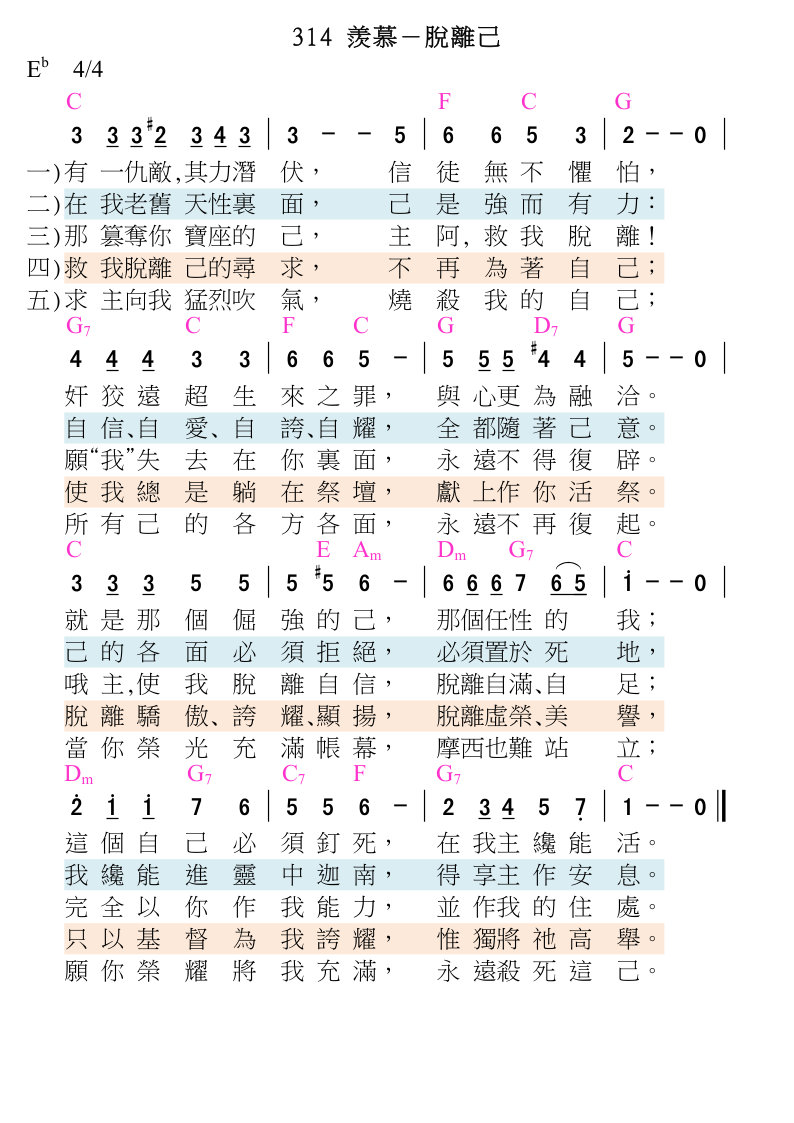 314 羨慕－脫離己
E♭ 4/4
C F C G
3 3 3 #2 3 4 3 | 3 － － 5 | 6 6 5 3 | 2 － － 0 |
一)有 一仇敵,其力潛 伏， 信 徒 無 不 懼 怕，
二)在 我老舊 天性裏 面， 己 是 強 而 有 力：
三)那 篡奪你 寶座的 己， 主 阿, 救 我 脫 離！
四)救 我脫離 己的尋 求， 不 再 為 著 自 己；
五)求 主向我 猛烈吹 氣， 燒 殺 我 的 自 己；
G7 C F C G D7 G
4 4 4 3 3 | 6 6 5 － | 5 5 5 #4 4 | 5 － － 0 |
奸 狡 遠 超 生 來 之 罪， 與 心更 為 融 洽。
自 信、自 愛、自 誇、自 耀， 全 都隨 著 己 意。
願“我”失 去 在 你 裏 面， 永 遠不 得 復 辟。
使 我 總 是 躺 在 祭 壇， 獻 上作 你 活 祭。
所 有 己 的 各 方 各 面， 永 遠不 再 復 起。
C E Am Dm G7 C
3 3 3 5 5 | 5 #5 6 － | 6 6 6 7 6 5 | i － － 0 |
就 是 那 個 倔 強 的 己， 那個任性 的 我；
己 的 各 面 必 須 拒 絕， 必須置於 死 地，
哦 主,使 我 脫 離 自 信， 脫離自滿、自 足；
脫 離 驕 傲、誇 耀、顯 揚， 脫離虛榮、美 譽，
當 你 榮 光 充 滿 帳 幕， 摩西也難 站 立；
Dm G7 C7 F G7 C
2̇ i i 7 6 | 5 5 6 － | 2 3 4 5 7̣ | 1 － － 0 ‖
這 個 自 己 必 須 釘 死， 在 我主 纔 能 活。
我 纔 能 進 靈 中 迦 南， 得 享主 作 安 息。
完 全 以 你 作 我 能 力， 並 作我 的 住 處。
只 以 基 督 為 我 誇 耀， 惟 獨將 祂 高 舉。
願 你 榮 耀 將 我 充 滿， 永 遠殺 死 這 己。